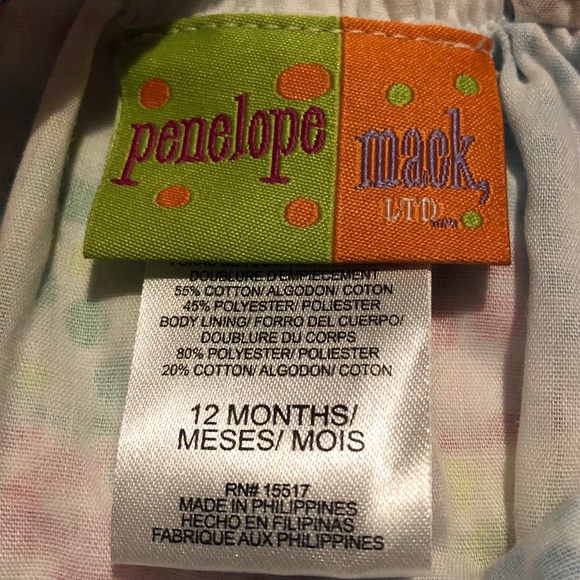 penelope mack,
LTD
DOUBLURE D'EMPIECEMENT
55% COTTON/ ALGODON/ COTON
45% POLYESTER/ POLIESTER
BODY LINING/ FORRO DEL CUERPO/
DOUBLURE DU CORPS
80% POLYESTER/ POLIESTER
20% COTTON/ ALGODON/ COTON
12 MONTHS/
MESES/ MOIS
RN# 15517
MADE IN PHILIPPINES
HECHO EN FILIPINAS
FABRIQUE AUX PHILIPPINES